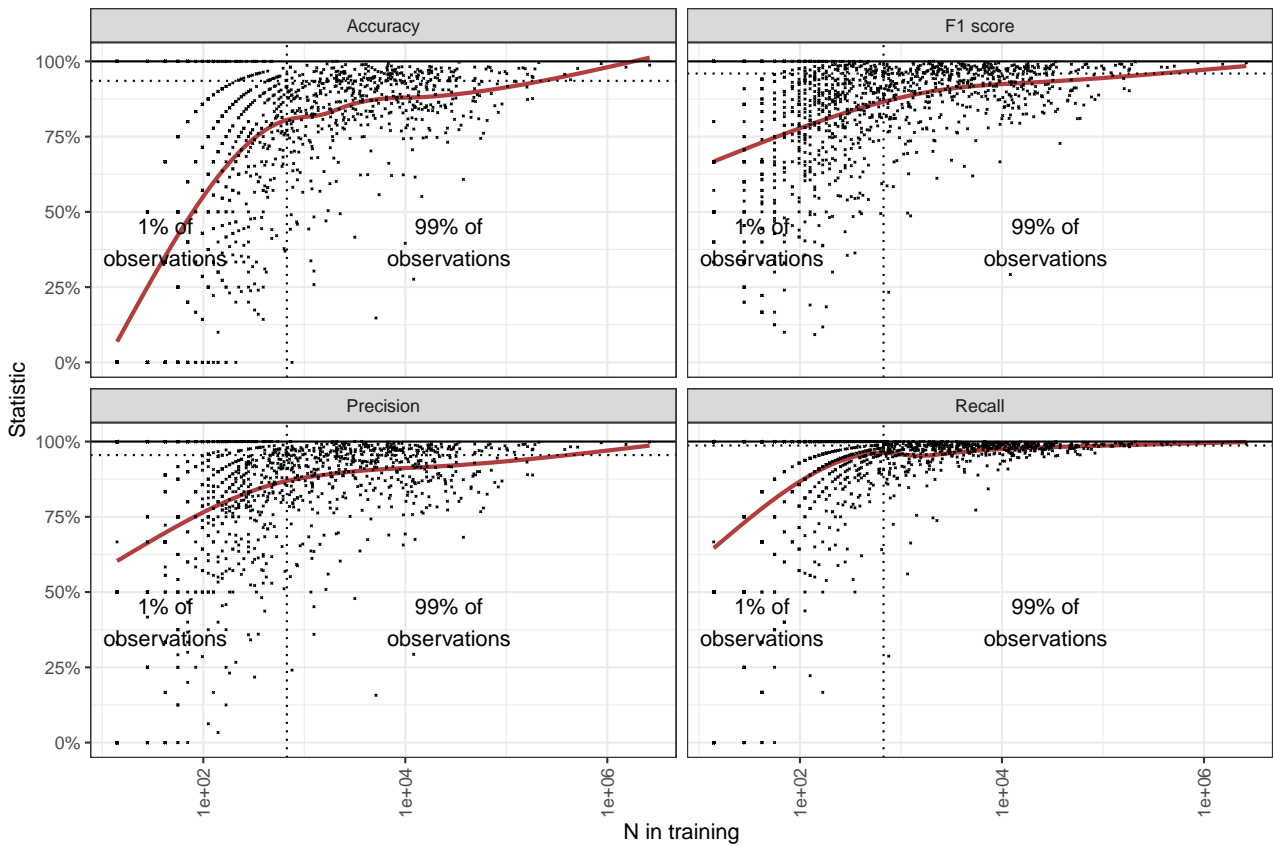 Accuracy
F1 score
100%
75%
50%
25%
0%
1% of
observations
99% of
observations
1% of
observations
99% of
observations
Statistic
Precision
Recall
100%
75%
50%
25%
0%
1% of
observations
99% of
observations
1% of
observations
99% of
observations
1e+02
1e+04
1e+06
1e+02
1e+04
1e+06
N in training